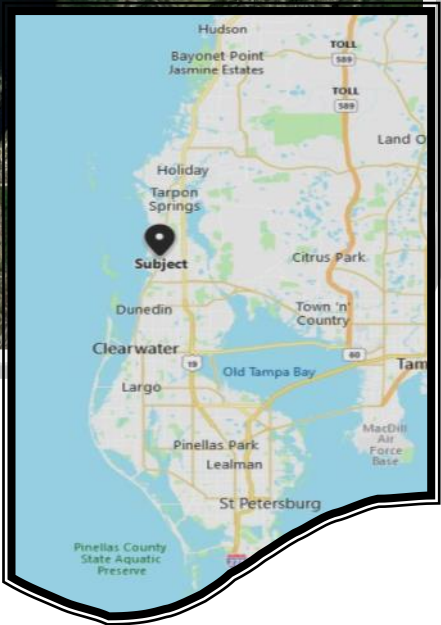 Hudson
TOLL
589
Bayonet Point
Jasmine Estates
TOLL
589
Land O
Holiday
Tarpon
Springs
Subject
Citrus Park
Dunedin
Town 'n'
Country
Clearwater
19
60
Tam
Old Tampa Bay
Largo
MacDill
Air
Force
Base
Pinellas Park
Lealman
St Petersburg
Pinellas County
State Aquatic
Preserve